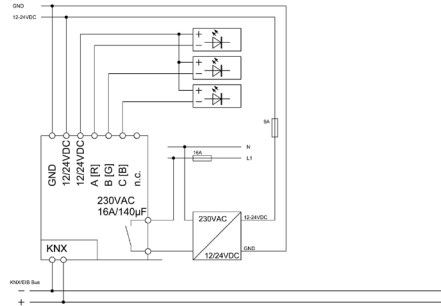 GND
12-24VDC
+
−
+
−
+
−
9A
N
16A
L1
GND
12/24VDC
12/24VDC
A [R]
B [G]
C [B]
n.c.
230VAC
16A/140µF
230VAC
12-24VDC
GND
12/24VDC
KNX
KNX/EIB Bus
−
+